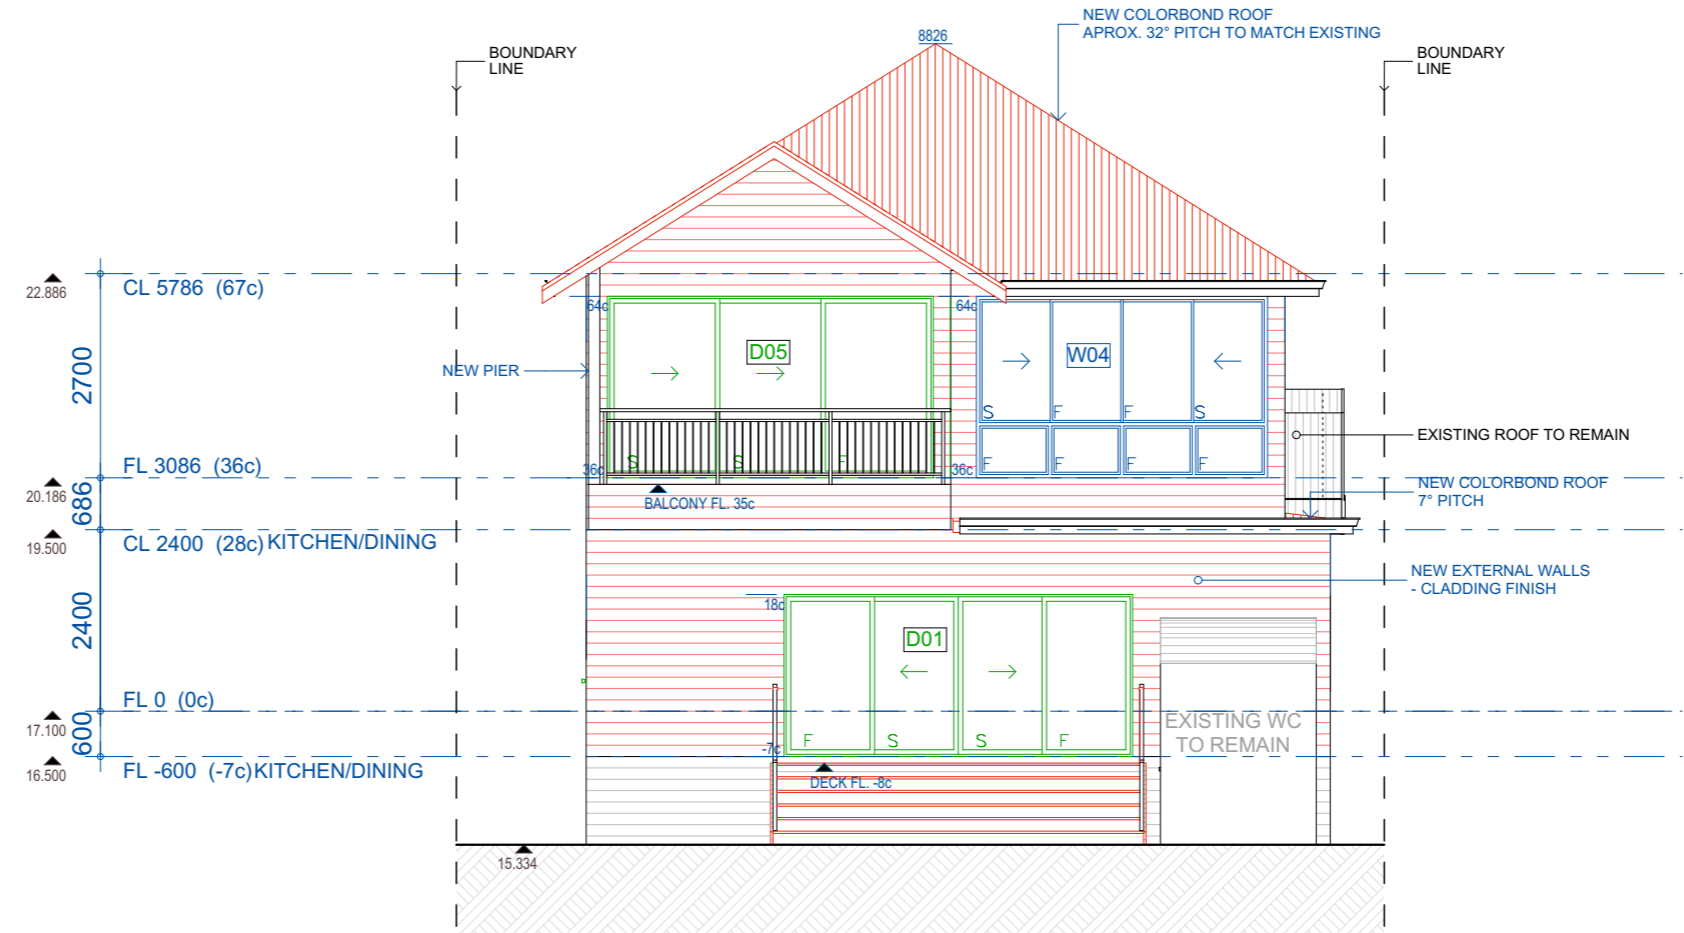 NEW COLORBOND ROOF
APROX. 32° PITCH TO MATCH EXISTING
8826
BOUNDARY
LINE
BOUNDARY
LINE
22.886
CL 5786 (67c)
64c
64c
2700
D05
W04
NEW PIER
S
F
F
S
EXISTING ROOF TO REMAIN
FL 3086 (36c)
36c
S
S
F
36c
F
F
F
F
20.186
686
BALCONY FL. 35c
NEW COLORBOND ROOF
7° PITCH
19.500
CL 2400 (28c) KITCHEN/DINING
NEW EXTERNAL WALLS
- CLADDING FINISH
2400
18c
D01
FL 0 (0c)
17.100
600
EXISTING WC
TO REMAIN
F
S
S
F
-7c
16.500
FL -600 (-7c) KITCHEN/DINING
DECK FL. -8c
15.334